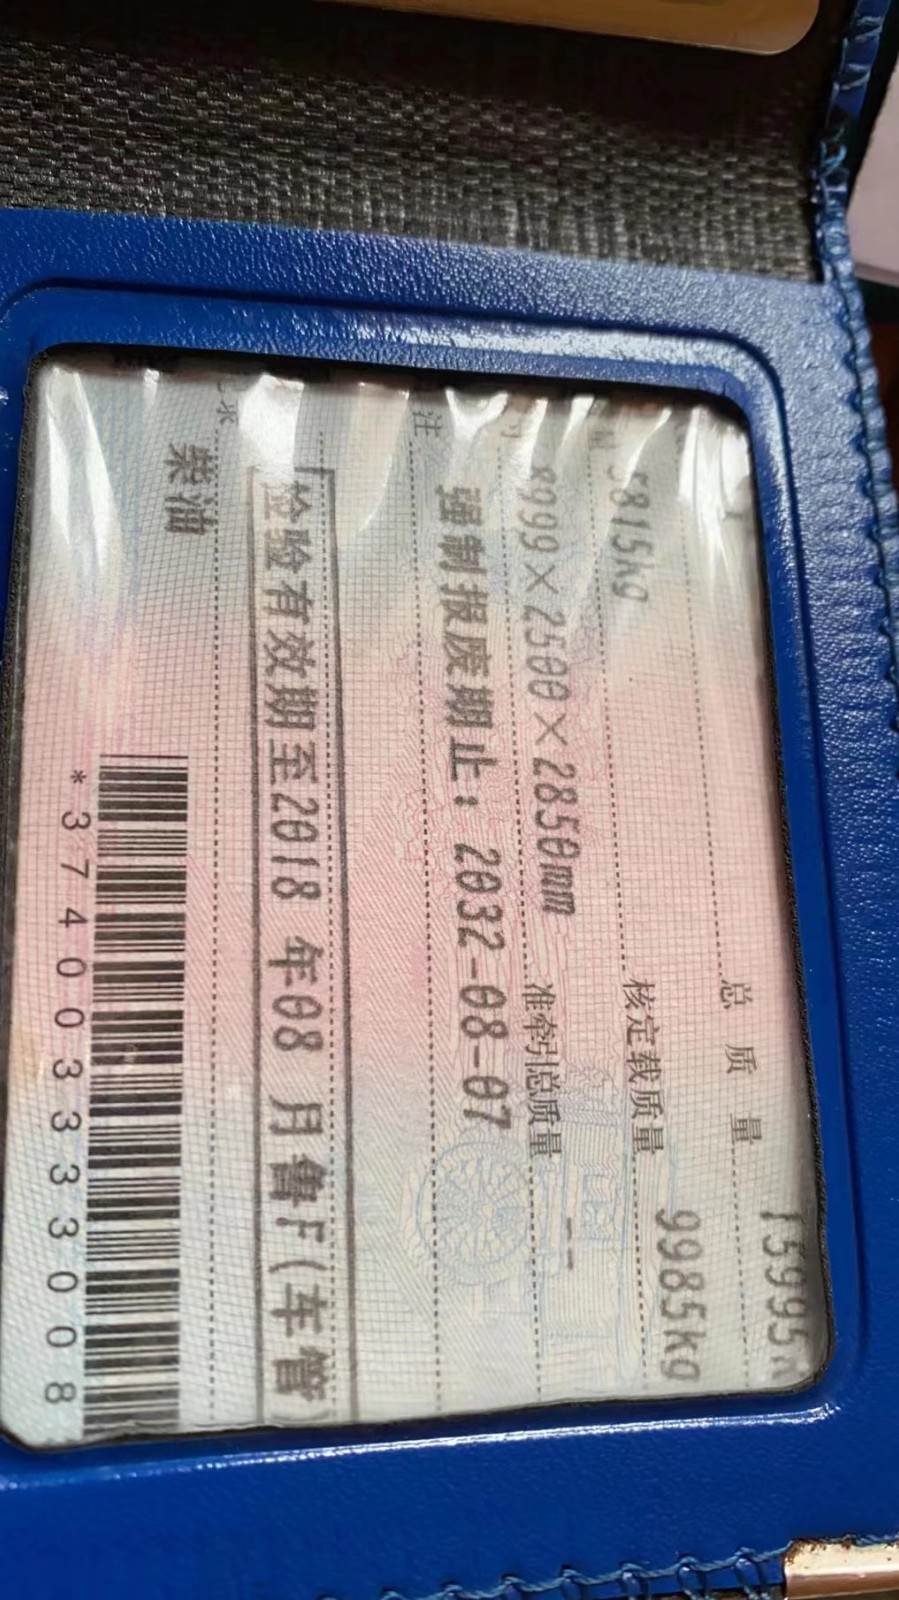 总 质 量 15995k
5815kg 核定载质量 9985kg
8999×2500×2850mm 准牵引总质量 --
注 强制报废期止：2032-08-07
检验有效期至2018 年08 月鲁F(车管
柴油
*3740033330008